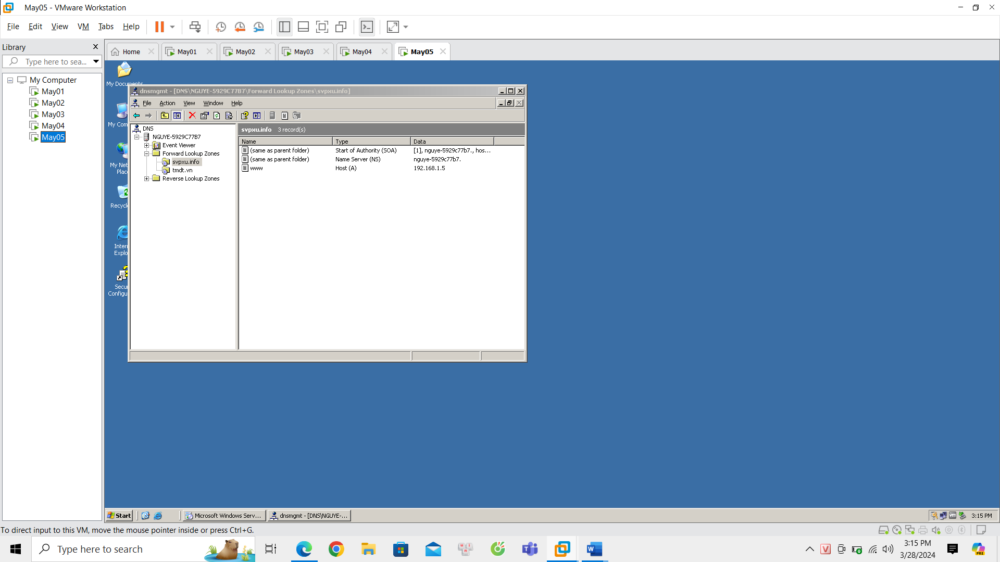 May05 - VMware Workstation
File Edit View VM Tabs Help
Library
Type here to sea...
My Computer
May01
May02
May03
May04
May05
Home
May01
May02
May03
May04
May05
My Documents
My Com
My Net
Place
Recycl
Inter
Explo
Secu
Configu
dnsmgmt - [DNS\NGUYE-5929C77B7\Forward Lookup Zones\svpxu.info]
File Action View Window Help
DNS
NGUYE-5929C77B7
Event Viewer
Forward Lookup Zones
svpxu.info
tmdt.vn
Reverse Lookup Zones
svpxu.info 3 record(s)
Name Type Data
(same as parent folder) Start of Authority (SOA) [1], nguye-5929c77b7., hos...
(same as parent folder) Name Server (NS) nguye-5929c77b7.
www Host (A) 192.168.1.5
Start
Microsoft Windows Serv...
dnsmgmt - [DNS\NGUYE-...
3:15 PM
To direct input to this VM, move the mouse pointer inside or press Ctrl+G.
Type here to search
3:15 PM
3/28/2024